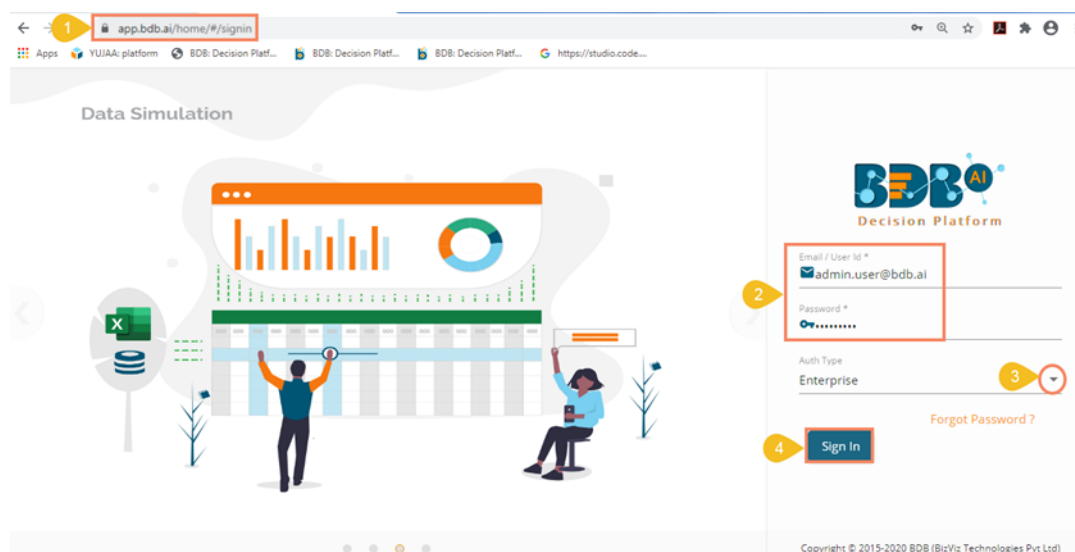 1
app.bdb.ai/home/#/signin
Apps YUJAA: platform BDB: Decision Platf... BDB: Decision Platf... BDB: Decision Platf... https://studio.code....
Data Simulation
X
BDB AI
Decision Platform
2
Email / User Id *
admin.user@bdb.ai
Password *
Auth Type
Enterprise
3
Forgot Password ?
4
Sign In
Copyright © 2015-2020 BDB (BizViz Technologies Pvt Ltd)